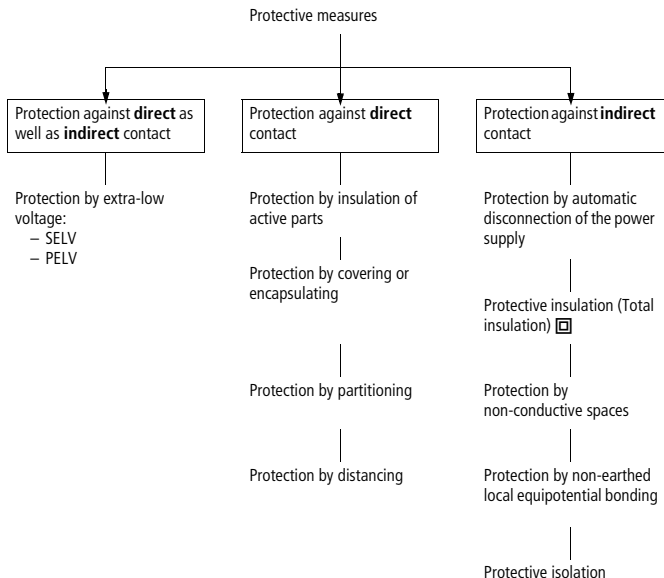 Protective measures
Protection against direct as
well as indirect contact
Protection by extra-low
voltage:
– SELV
– PELV
Protection against direct
contact
Protection by insulation of
active parts
Protection by covering or
encapsulating
Protection by partitioning
Protection by distancing
Protection against indirect
contact
Protection by automatic
disconnection of the power
supply
Protective insulation (Total
insulation)
Protection by
non-conductive spaces
Protection by non-earthed
local equipotential bonding
Protective isolation